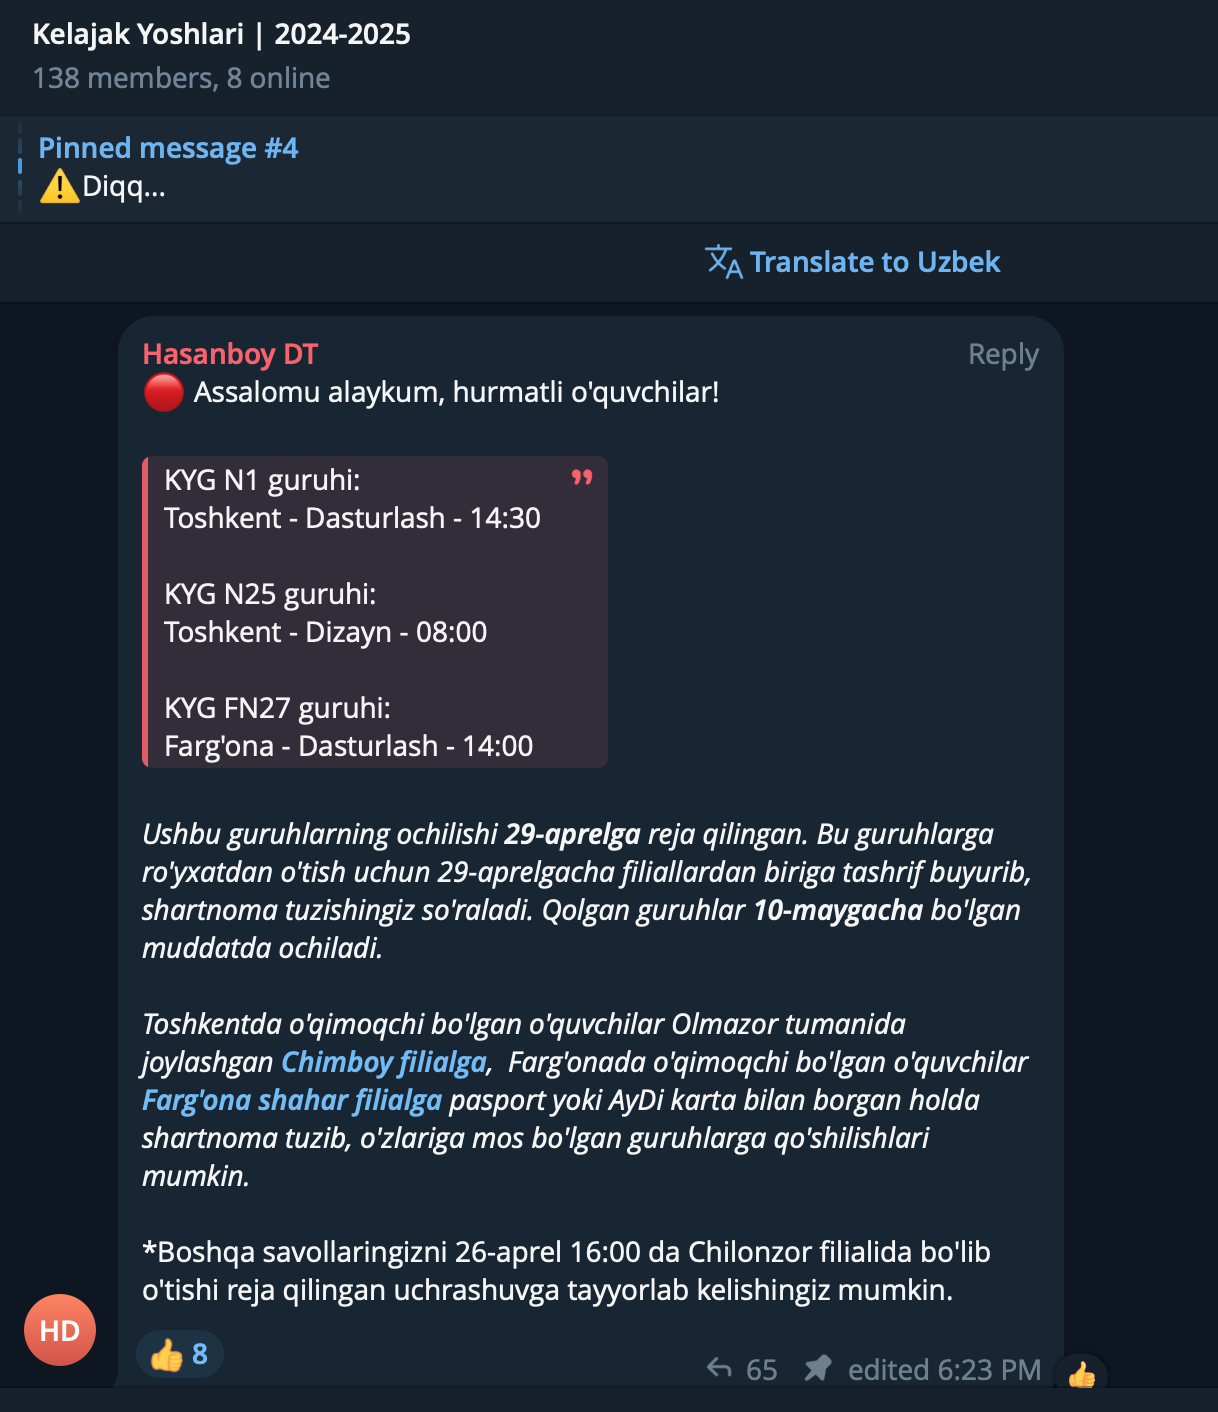 Kelajak Yoshlari | 2024-2025
138 members, 8 online
Pinned message #4
⚠️Diqq...
Translate to Uzbek
Hasanboy DT
Reply
🔴 Assalomu alaykum, hurmatli o'quvchilar!
KYG N1 guruhi:
Toshkent - Dasturlash - 14:30
KYG N25 guruhi:
Toshkent - Dizayn - 08:00
KYG FN27 guruhi:
Farg'ona - Dasturlash - 14:00
Ushbu guruhlarning ochilishi 29-aprelga reja qilingan. Bu guruhlarga
ro'yxatdan o'tish uchun 29-aprelgacha filiallardan biriga tashrif buyurib,
shartnoma tuzishingiz so'raladi. Qolgan guruhlar 10-maygacha bo'lgan
muddatda ochiladi.
Toshkentda o'qimoqchi bo'lgan o'quvchilar Olmazor tumanida
joylashgan Chimboy filialga,  Farg'onada o'qimoqchi bo'lgan o'quvchilar
Farg'ona shahar filialga pasport yoki AyDi karta bilan borgan holda
shartnoma tuzib, o'zlariga mos bo'lgan guruhlarga qo'shilishlari
mumkin.
*Boshqa savollaringizni 26-aprel 16:00 da Chilonzor filialida bo'lib
o'tishi reja qilingan uchrashuvga tayyorlab kelishingiz mumkin.
HD
👍 8
65 edited 6:23 PM
👍